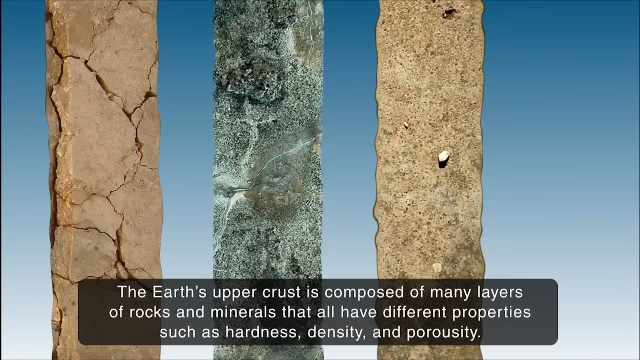 The Earth's upper crust is composed of many layers
of rocks and minerals that all have different properties
such as hardness, density, and porousity.